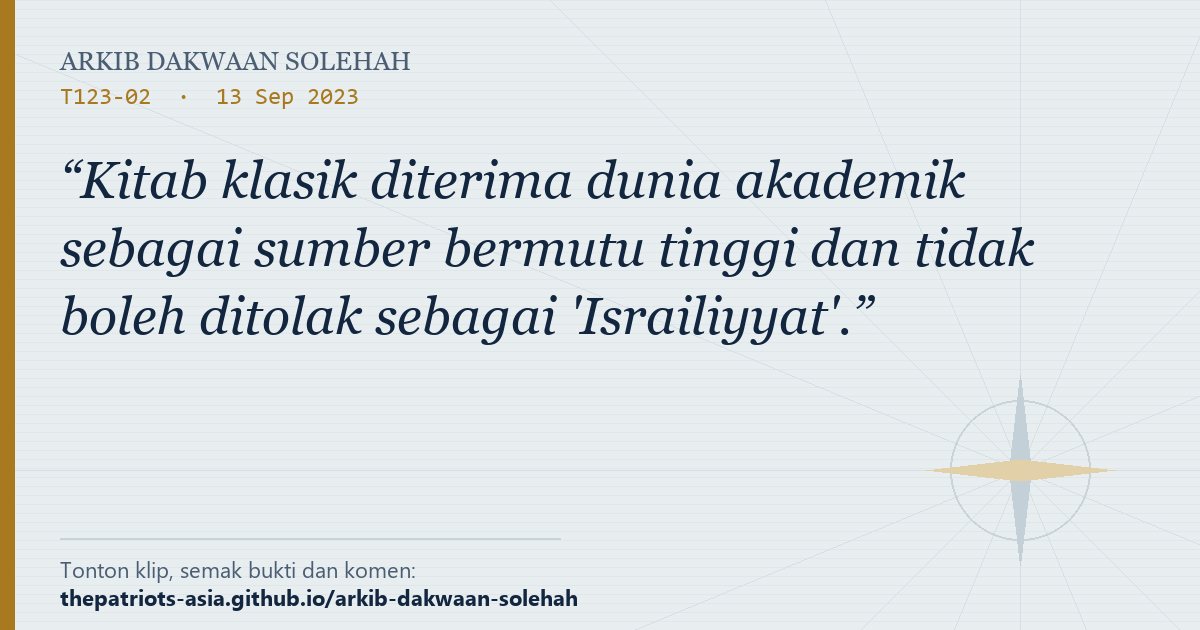 ARKIB DAKWAAN SOLEHAH
T123-02 · 13 Sep 2023
“Kitab klasik diterima dunia akademik
sebagai sumber bermutu tinggi dan tidak
boleh ditolak sebagai 'Israiliyyat'.”
Tonton klip, semak bukti dan komen:
thepatriots-asia.github.io/arkib-dakwaan-solehah